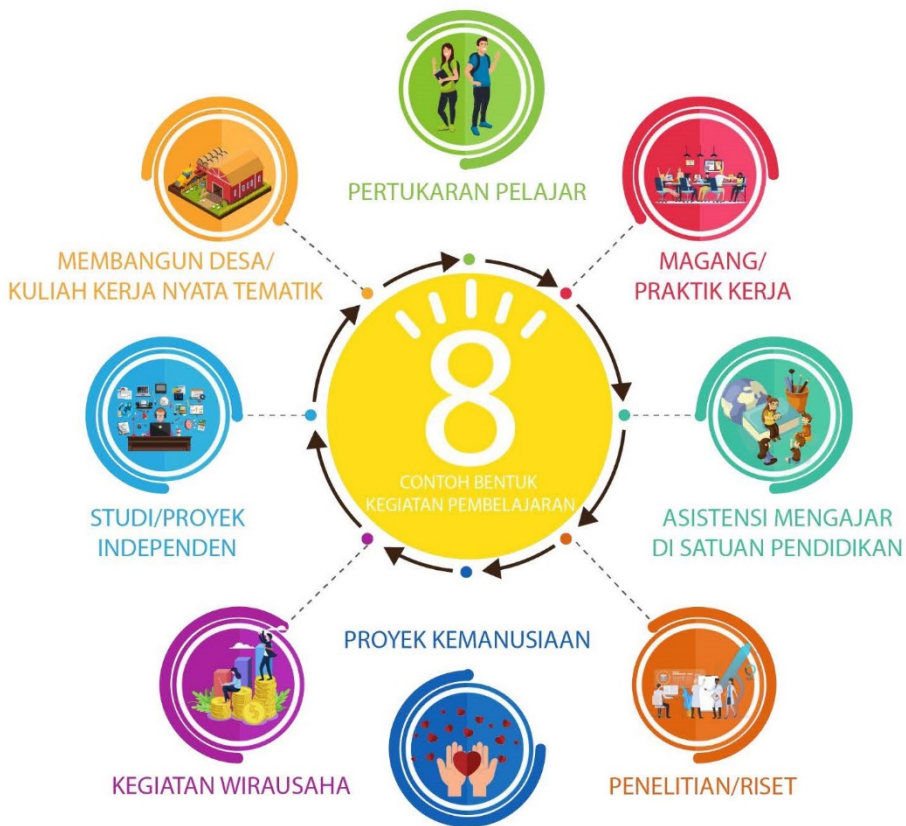 PERTUKARAN PELAJAR
MAGANG/
PRAKTIK KERJA
ASISTENSI MENGAJAR
DI SATUAN PENDIDIKAN
PENELITIAN/RISET
PROYEK KEMANUSIAAN
KEGIATAN WIRAUSAHA
STUDI/PROYEK
INDEPENDEN
MEMBANGUN DESA/
KULIAH KERJA NYATA TEMATIK
8
CONTOH BENTUK
KEGIATAN PEMBELAJARAN